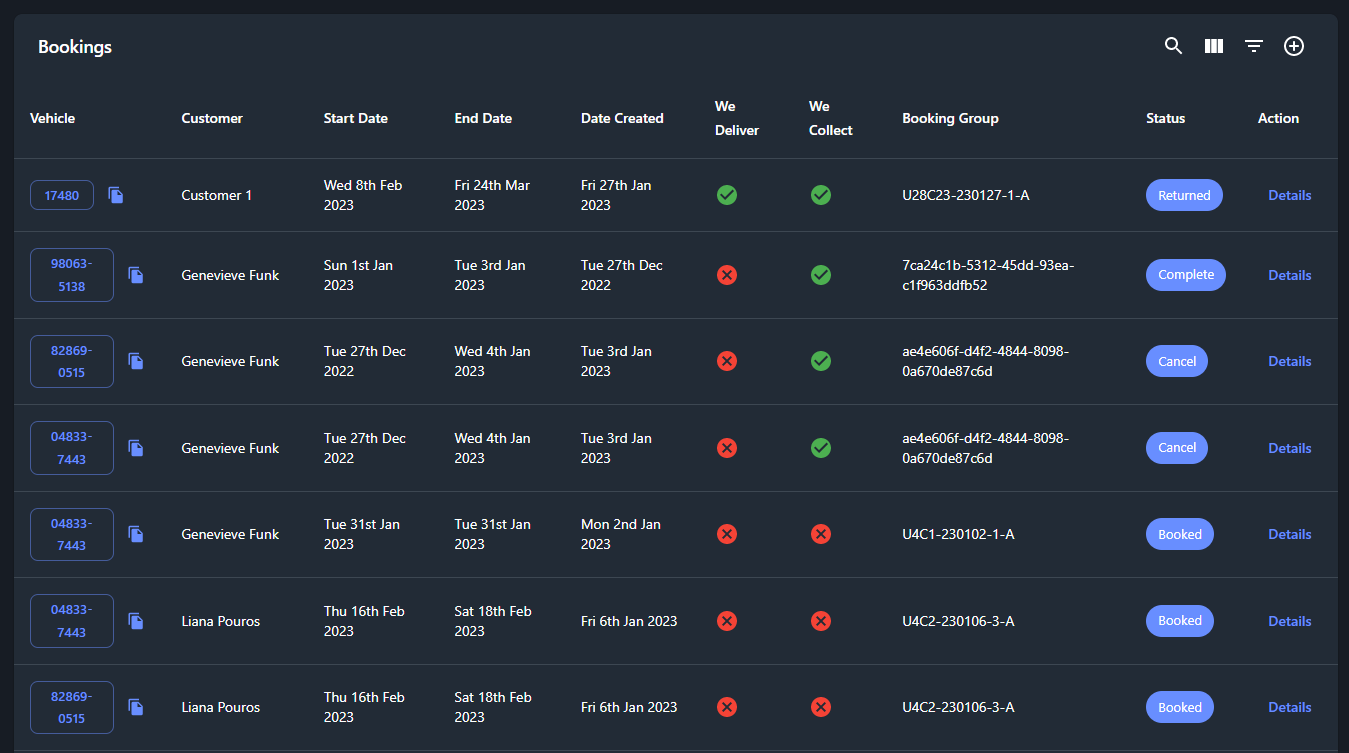 Bookings
Vehicle Customer Start Date End Date Date Created We Deliver We Collect Booking Group Status Action
17480 Customer 1 Wed 8th Feb 2023 Fri 24th Mar 2023 Fri 27th Jan 2023 U28C23-230127-1-A Returned Details
98063-5138 Genevieve Funk Sun 1st Jan 2023 Tue 3rd Jan 2023 Tue 27th Dec 2022 7ca24c1b-5312-45dd-93ea-c1f963ddfb52 Complete Details
82869-0515 Genevieve Funk Tue 27th Dec 2022 Wed 4th Jan 2023 Tue 3rd Jan 2023 ae4e606f-d4f2-4844-8098-0a670de87c6d Cancel Details
04833-7443 Genevieve Funk Tue 27th Dec 2022 Wed 4th Jan 2023 Tue 3rd Jan 2023 ae4e606f-d4f2-4844-8098-0a670de87c6d Cancel Details
04833-7443 Genevieve Funk Tue 31st Jan 2023 Tue 31st Jan 2023 Mon 2nd Jan 2023 U4C1-230102-1-A Booked Details
04833-7443 Liana Pouros Thu 16th Feb 2023 Sat 18th Feb 2023 Fri 6th Jan 2023 U4C2-230106-3-A Booked Details
82869-0515 Liana Pouros Thu 16th Feb 2023 Sat 18th Feb 2023 Fri 6th Jan 2023 U4C2-230106-3-A Booked Details